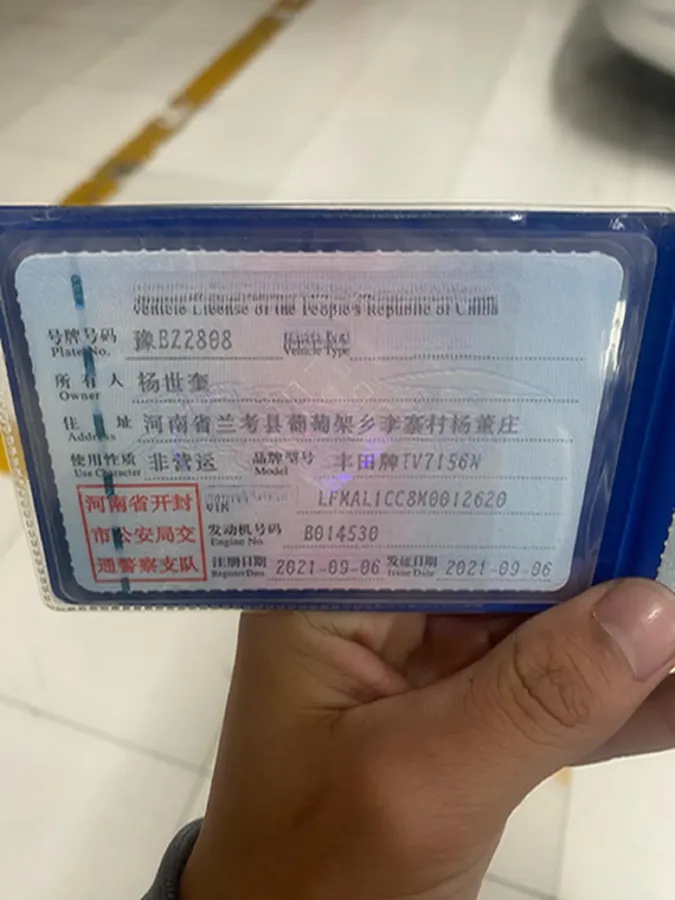 Vehicle License of the People's Republic of China
号牌号码 豫BZ2808 Vehicle Type
Plate No.
所有人 杨世奎
Owner
住址 河南省兰考县葡萄架乡李寨村杨董庄
Address
使用性质 非营运 品牌型号 丰田牌TV7156N
Use Character Model
河南省开封 VIN LFMAL1CC8M0012620
市公安局交 发动机号码 B014530
Engine No.
通警察支队 注册日期 2021-09-06 发证日期 2021-09-06
Register Date Issue Date